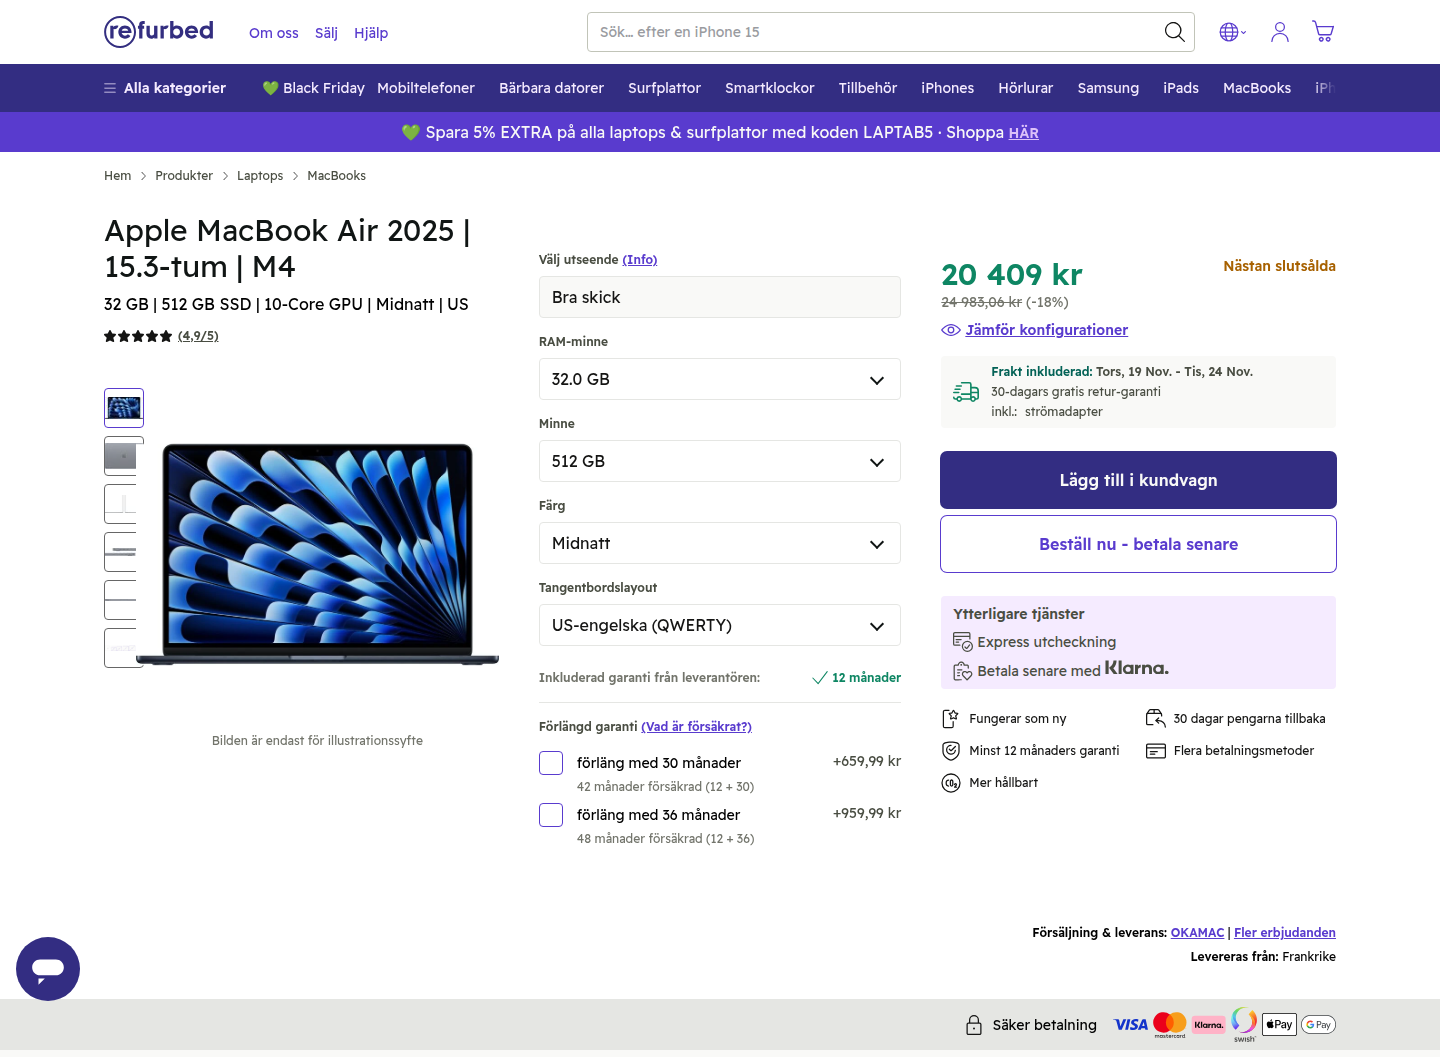 refurbed
Om oss
Sälj
Hjälp
Sök... efter en iPhone 15
Alla kategorier
💚 Black Friday
Mobiltelefoner
Bärbara datorer
Surfplattor
Smartklockor
Tillbehör
iPhones
Hörlurar
Samsung
iPads
MacBooks
iPh
💚 Spara 5% EXTRA på alla laptops & surfplattor med koden LAPTAB5 · Shoppa HÄR
Hem > Produkter > Laptops > MacBooks
Apple MacBook Air 2025 |
15.3-tum | M4
32 GB | 512 GB SSD | 10-Core GPU | Midnatt | US
(4,9/5)
Bilden är endast för illustrationssyfte
Välj utseende (Info)
Bra skick
RAM-minne
32.0 GB
Minne
512 GB
Färg
Midnatt
Tangentbordslayout
US-engelska (QWERTY)
Inkluderad garanti från leverantören:
12 månader
Förlängd garanti (Vad är försäkrat?)
förläng med 30 månader
+659,99 kr
42 månader försäkrad (12 + 30)
förläng med 36 månader
+959,99 kr
48 månader försäkrad (12 + 36)
20 409 kr
Nästan slutsålda
24 983,06 kr (-18%)
Jämför konfigurationer
Frakt inkluderad: Tors, 19 Nov. - Tis, 24 Nov.
30-dagars gratis retur-garanti
inkl.: strömadapter
Lägg till i kundvagn
Beställ nu - betala senare
Ytterligare tjänster
Express utcheckning
Betala senare med Klarna.
Fungerar som ny
30 dagar pengarna tillbaka
Minst 12 månaders garanti
Flera betalningsmetoder
Mer hållbart
Försäljning & leverans: OKAMAC | Fler erbjudanden
Levereras från: Frankrike
Säker betalning
VISA
mastercard
Klarna.
swish
Pay
G Pay